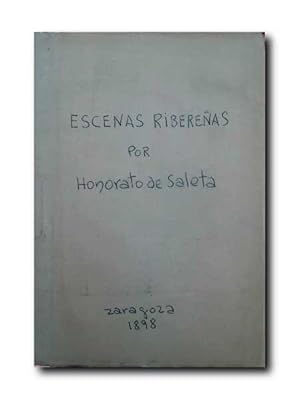 ESCENAS RIBEREÑAS
POR
Honorato de Saleta
zaragoza
1898